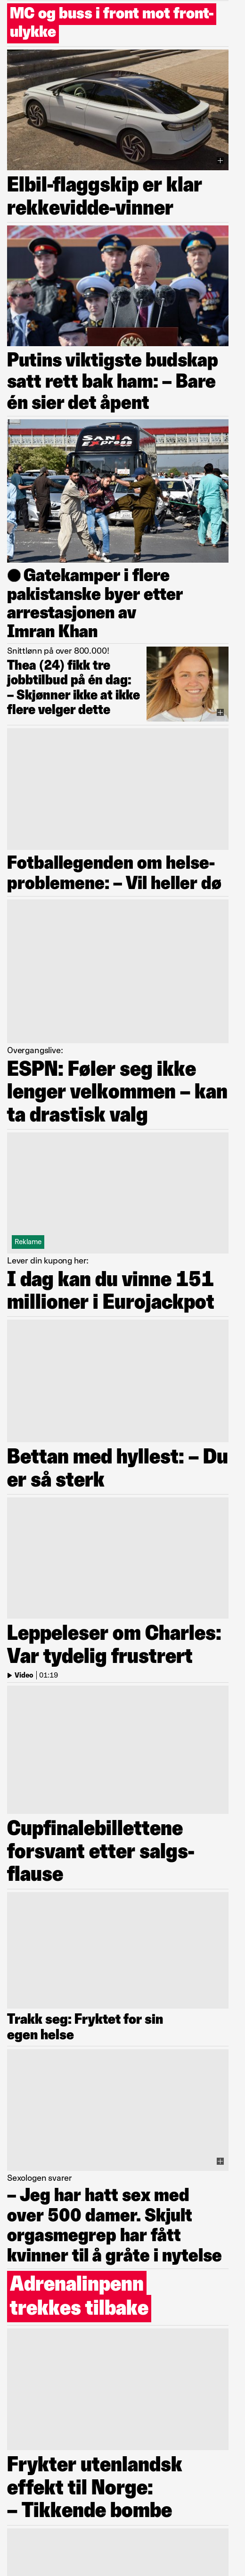 MC og buss i front mot front-
ulykke
Elbil-flaggskip er klar
rekkevidde-vinner
Putins viktigste budskap
satt rett bak ham: – Bare
én sier det åpent
SANIA
Express
Gatekamper i flere
pakistanske byer etter
arrestasjonen av
Imran Khan
Snittlønn på over 800.000!
Thea (24) fikk tre
jobbtilbud på én dag:
– Skjønner ikke at ikke
flere velger dette
Fotballegenden om helse-
problemene: – Vil heller dø
Overgangslive:
ESPN: Føler seg ikke
lenger velkommen – kan
ta drastisk valg
Reklame
Lever din kupong her:
I dag kan du vinne 151
millioner i Eurojackpot
Bettan med hyllest: – Du
er så sterk
Leppeleser om Charles:
Var tydelig frustrert
Video 01:19
Cupfinalebillettene
forsvant etter salgs-
flause
Trakk seg: Fryktet for sin
egen helse
Sexologen svarer
– Jeg har hatt sex med
over 500 damer. Skjult
orgasmegrep har fått
kvinner til å gråte i nytelse
Adrenalinpenn
trekkes tilbake
Frykter utenlandsk
effekt til Norge:
– Tikkende bombe